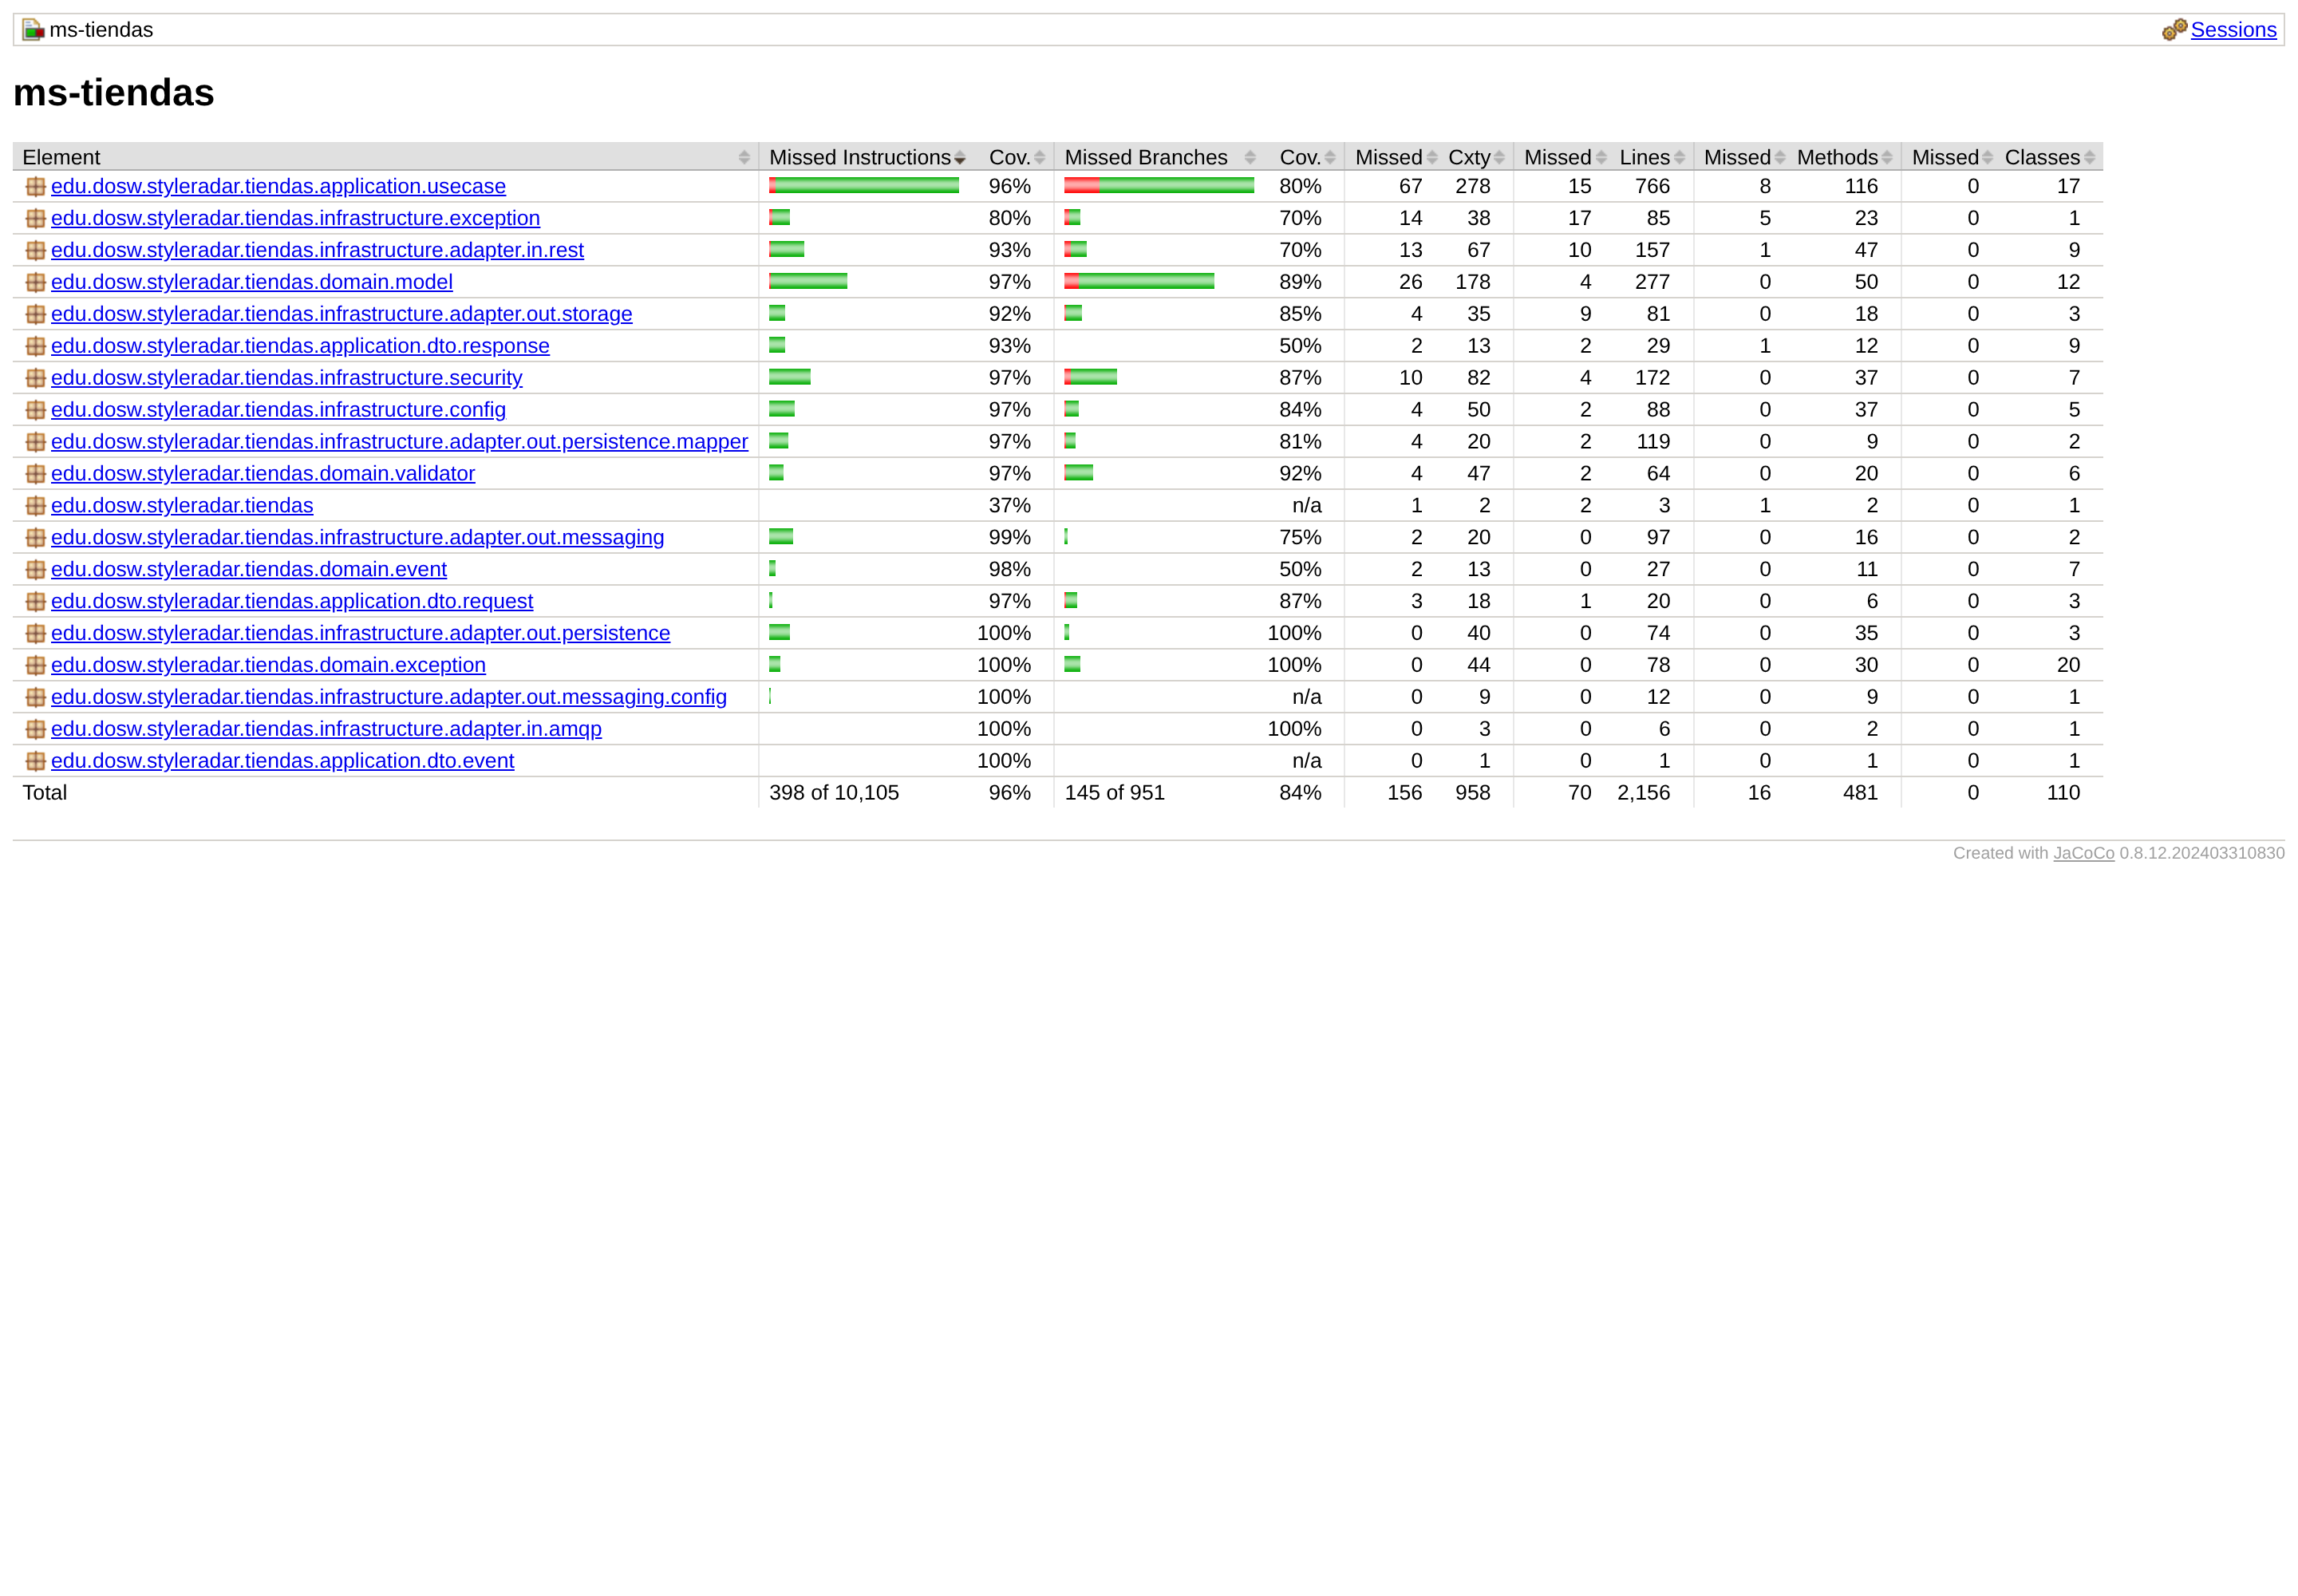 ms-tiendas Sessions
ms-tiendas
Element Missed Instructions Cov. Missed Branches Cov. Missed Cxty Missed Lines Missed Methods Missed Classes
edu.dosw.styleradar.tiendas.application.usecase 96% 80% 67 278 15 766 8 116 0 17
edu.dosw.styleradar.tiendas.infrastructure.exception 80% 70% 14 38 17 85 5 23 0 1
edu.dosw.styleradar.tiendas.infrastructure.adapter.in.rest 93% 70% 13 67 10 157 1 47 0 9
edu.dosw.styleradar.tiendas.domain.model 97% 89% 26 178 4 277 0 50 0 12
edu.dosw.styleradar.tiendas.infrastructure.adapter.out.storage 92% 85% 4 35 9 81 0 18 0 3
edu.dosw.styleradar.tiendas.application.dto.response 93% 50% 2 13 2 29 1 12 0 9
edu.dosw.styleradar.tiendas.infrastructure.security 97% 87% 10 82 4 172 0 37 0 7
edu.dosw.styleradar.tiendas.infrastructure.config 97% 84% 4 50 2 88 0 37 0 5
edu.dosw.styleradar.tiendas.infrastructure.adapter.out.persistence.mapper 97% 81% 4 20 2 119 0 9 0 2
edu.dosw.styleradar.tiendas.domain.validator 97% 92% 4 47 2 64 0 20 0 6
edu.dosw.styleradar.tiendas 37% n/a 1 2 2 3 1 2 0 1
edu.dosw.styleradar.tiendas.infrastructure.adapter.out.messaging 99% 75% 2 20 0 97 0 16 0 2
edu.dosw.styleradar.tiendas.domain.event 98% 50% 2 13 0 27 0 11 0 7
edu.dosw.styleradar.tiendas.application.dto.request 97% 87% 3 18 1 20 0 6 0 3
edu.dosw.styleradar.tiendas.infrastructure.adapter.out.persistence 100% 100% 0 40 0 74 0 35 0 3
edu.dosw.styleradar.tiendas.domain.exception 100% 100% 0 44 0 78 0 30 0 20
edu.dosw.styleradar.tiendas.infrastructure.adapter.out.messaging.config 100% n/a 0 9 0 12 0 9 0 1
edu.dosw.styleradar.tiendas.infrastructure.adapter.in.amqp 100% 100% 0 3 0 6 0 2 0 1
edu.dosw.styleradar.tiendas.application.dto.event 100% n/a 0 1 0 1 0 1 0 1
Total 398 of 10,105 96% 145 of 951 84% 156 958 70 2,156 16 481 0 110
Created with JaCoCo 0.8.12.202403310830